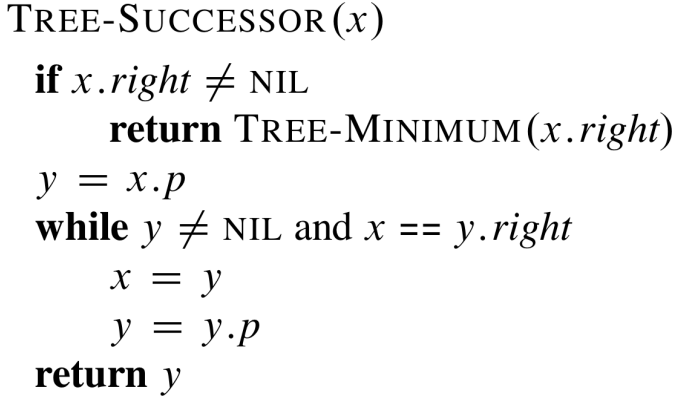 TREE-SUCCESSOR(x)
if x.right ≠ NIL
return TREE-MINIMUM(x.right)
y = x.p
while y ≠ NIL and x == y.right
x = y
y = y.p
return y